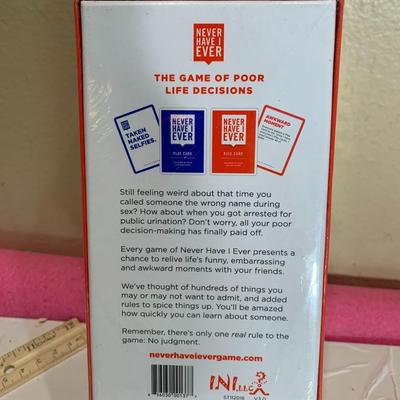 NEVER
HAVE I
EVER
THE GAME OF POOR
LIFE DECISIONS
TAKEN
NAKED
SELFIES.
NEVER
HAVE I
EVER
PLAY CARD
NEVER
HAVE I
EVER
RULE CARD
AWKWARD
MOMENT
Still feeling weird about that time you
called someone the wrong name during
sex? How about when you got arrested for
public urination? Don't worry, all your poor
decision-making has finally paid off.
Every game of Never Have I Ever presents a
chance to relive life's funny, embarrassing
and awkward moments with your friends.
We've thought of hundreds of things you
may or may not want to admit, and added
rules to spice things up. You'll be amazed
how quickly you can learn about someone.
Remember, there's only one real rule to the
game: No judgment.
neverhaveievergame.com
INI LLC
96030 00131
57112016 V3.0